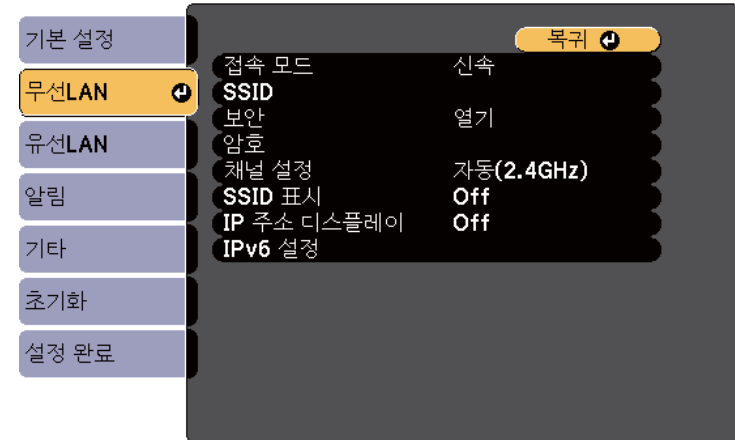 기본 설정
무선LAN
유선LAN
알림
기타
초기화
설정 완료
복귀
접속 모드 신속
SSID
보안 열기
암호
채널 설정 자동(2.4GHz)
SSID 표시 Off
IP 주소 디스플레이 Off
IPv6 설정